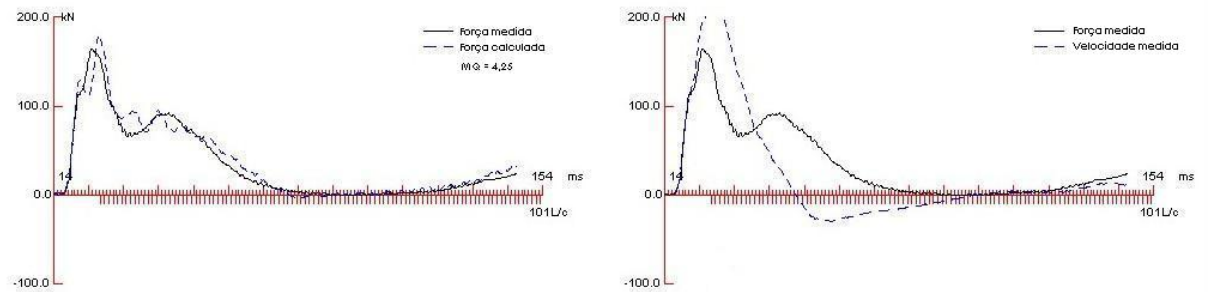 200.0 kN
Força medida
Força calculada
MQ = 4,25
100.0
14
154 ms
0.0
101L/c
-100.0
200.0 kN
Força medida
Velocidade medida
100.0
14
154 ms
0.0
101L/c
-100.0